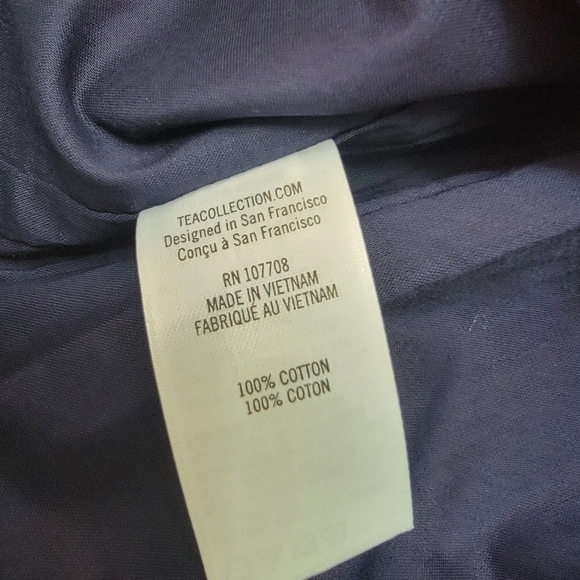 TEACOLLECTION.COM
Designed in San Francisco
Conçu à San Francisco
RN 107708
MADE IN VIETNAM
FABRIQUÉ AU VIETNAM
100% COTTON
100% COTON